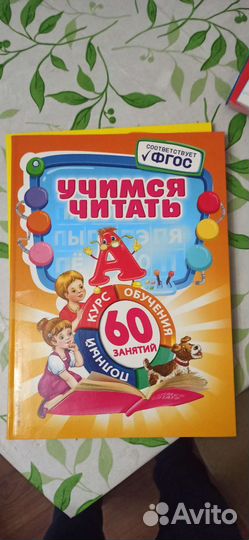 СООТВЕТСТВУЕТ
ФГОС
УЧИМСЯ
ЧИТАТЬ
А
ПОЛНЫЙ КУРС ОБУЧЕНИЯ
60
ЗАНЯТИЙ
Avito